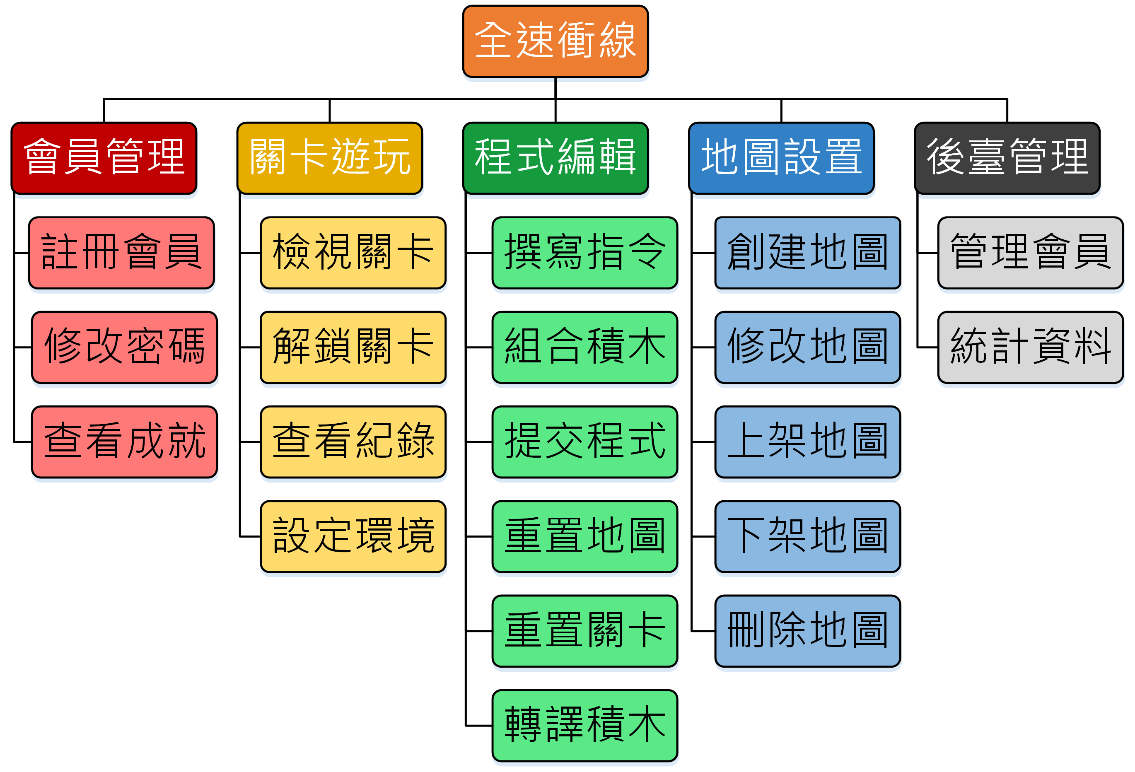 全速衝線
會員管理
註冊會員
修改密碼
查看成就
關卡遊玩
檢視關卡
解鎖關卡
查看紀錄
設定環境
程式編輯
撰寫指令
組合積木
提交程式
重置地圖
重置關卡
轉譯積木
地圖設置
創建地圖
修改地圖
上架地圖
下架地圖
刪除地圖
後臺管理
管理會員
統計資料